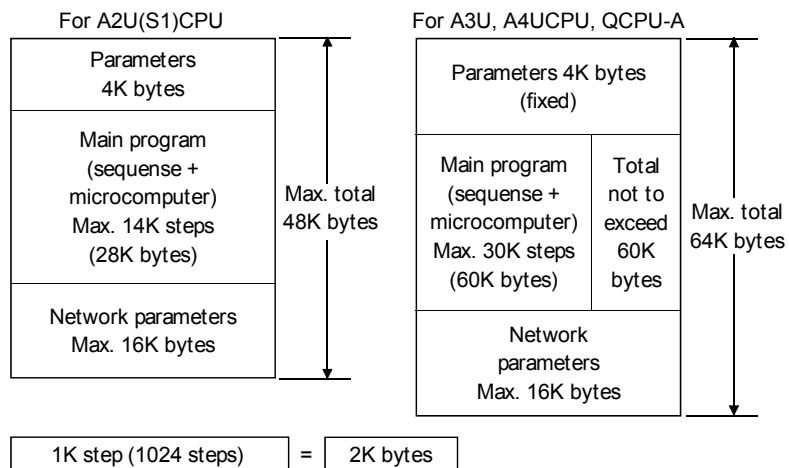 For A2U(S1)CPU
Parameters
4K bytes
Main program
(sequense +
microcomputer)
Max. 14K steps
(28K bytes)
Network parameters
Max. 16K bytes
Max. total
48K bytes
For A3U, A4UCPU, QCPU-A
Parameters 4K bytes
(fixed)
Main program
(sequense +
microcomputer)
Max. 30K steps
(60K bytes)
Total
not to
exceed
60K
bytes
Network
parameters
Max. 16K bytes
Max. total
64K bytes
1K step (1024 steps) = 2K bytes